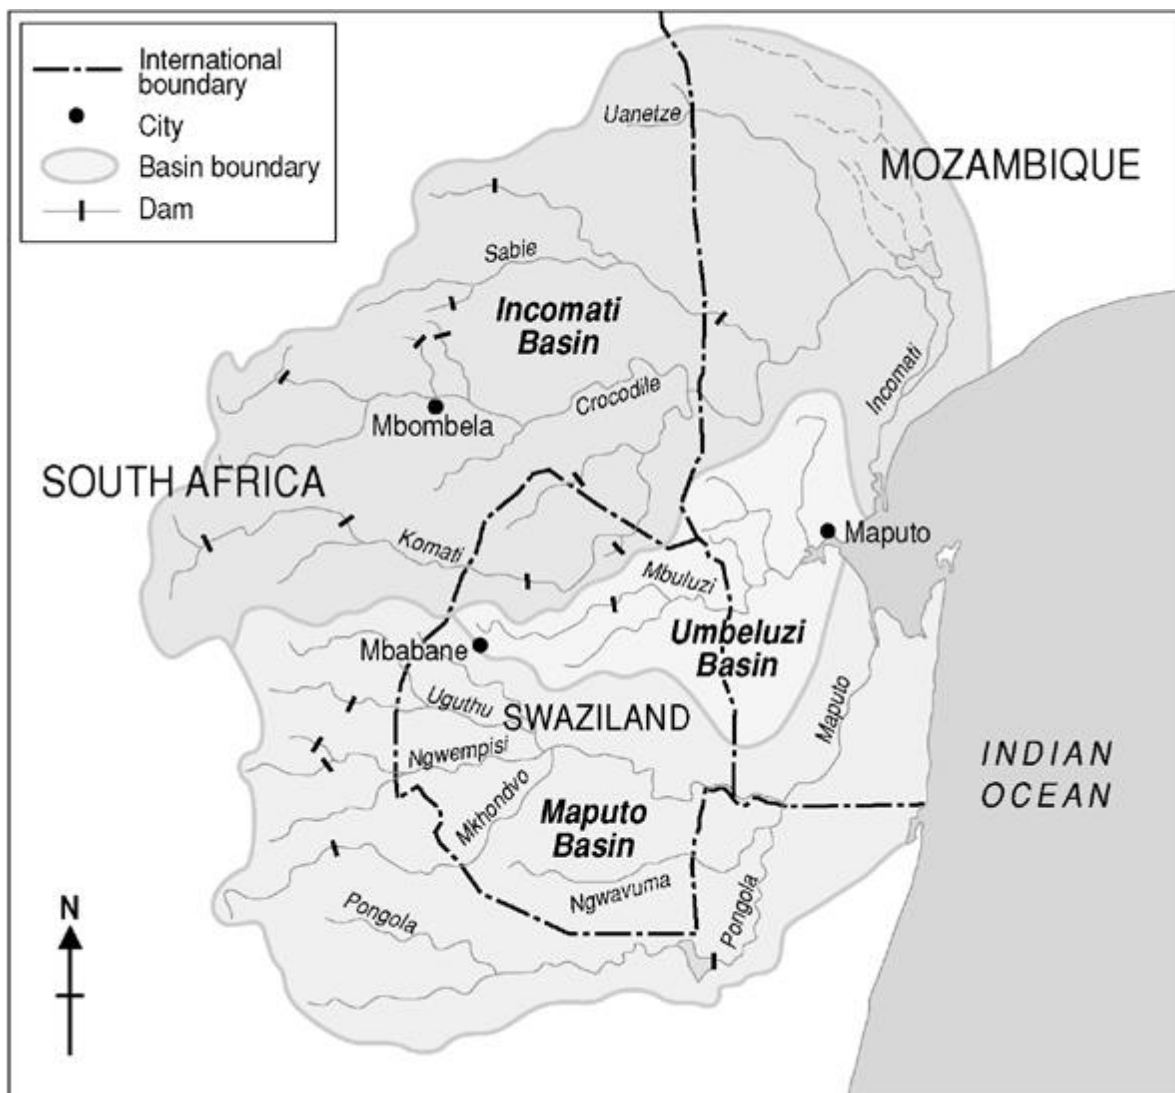 International
boundary
City
Basin boundary
Dam
Uanetze
MOZAMBIQUE
Sabie
Incomati
Basin
Incomati
Crocodile
Mbombela
SOUTH AFRICA
Maputo
Komati
Mbuluzi
Umbeluzi
Basin
Mbabane
Uguthu
SWAZILAND
Maputo
Ngwempisi
INDIAN
OCEAN
Mkhondvo
Maputo
Basin
Ngwavuma
Pongola
Pongola
N